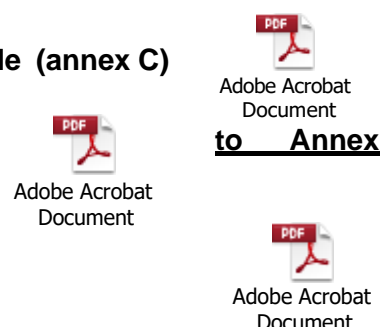 PDF
le (annex C)
Adobe Acrobat
Document
PDF
to Annex
Adobe Acrobat
Document
PDF
Adobe Acrobat
Document